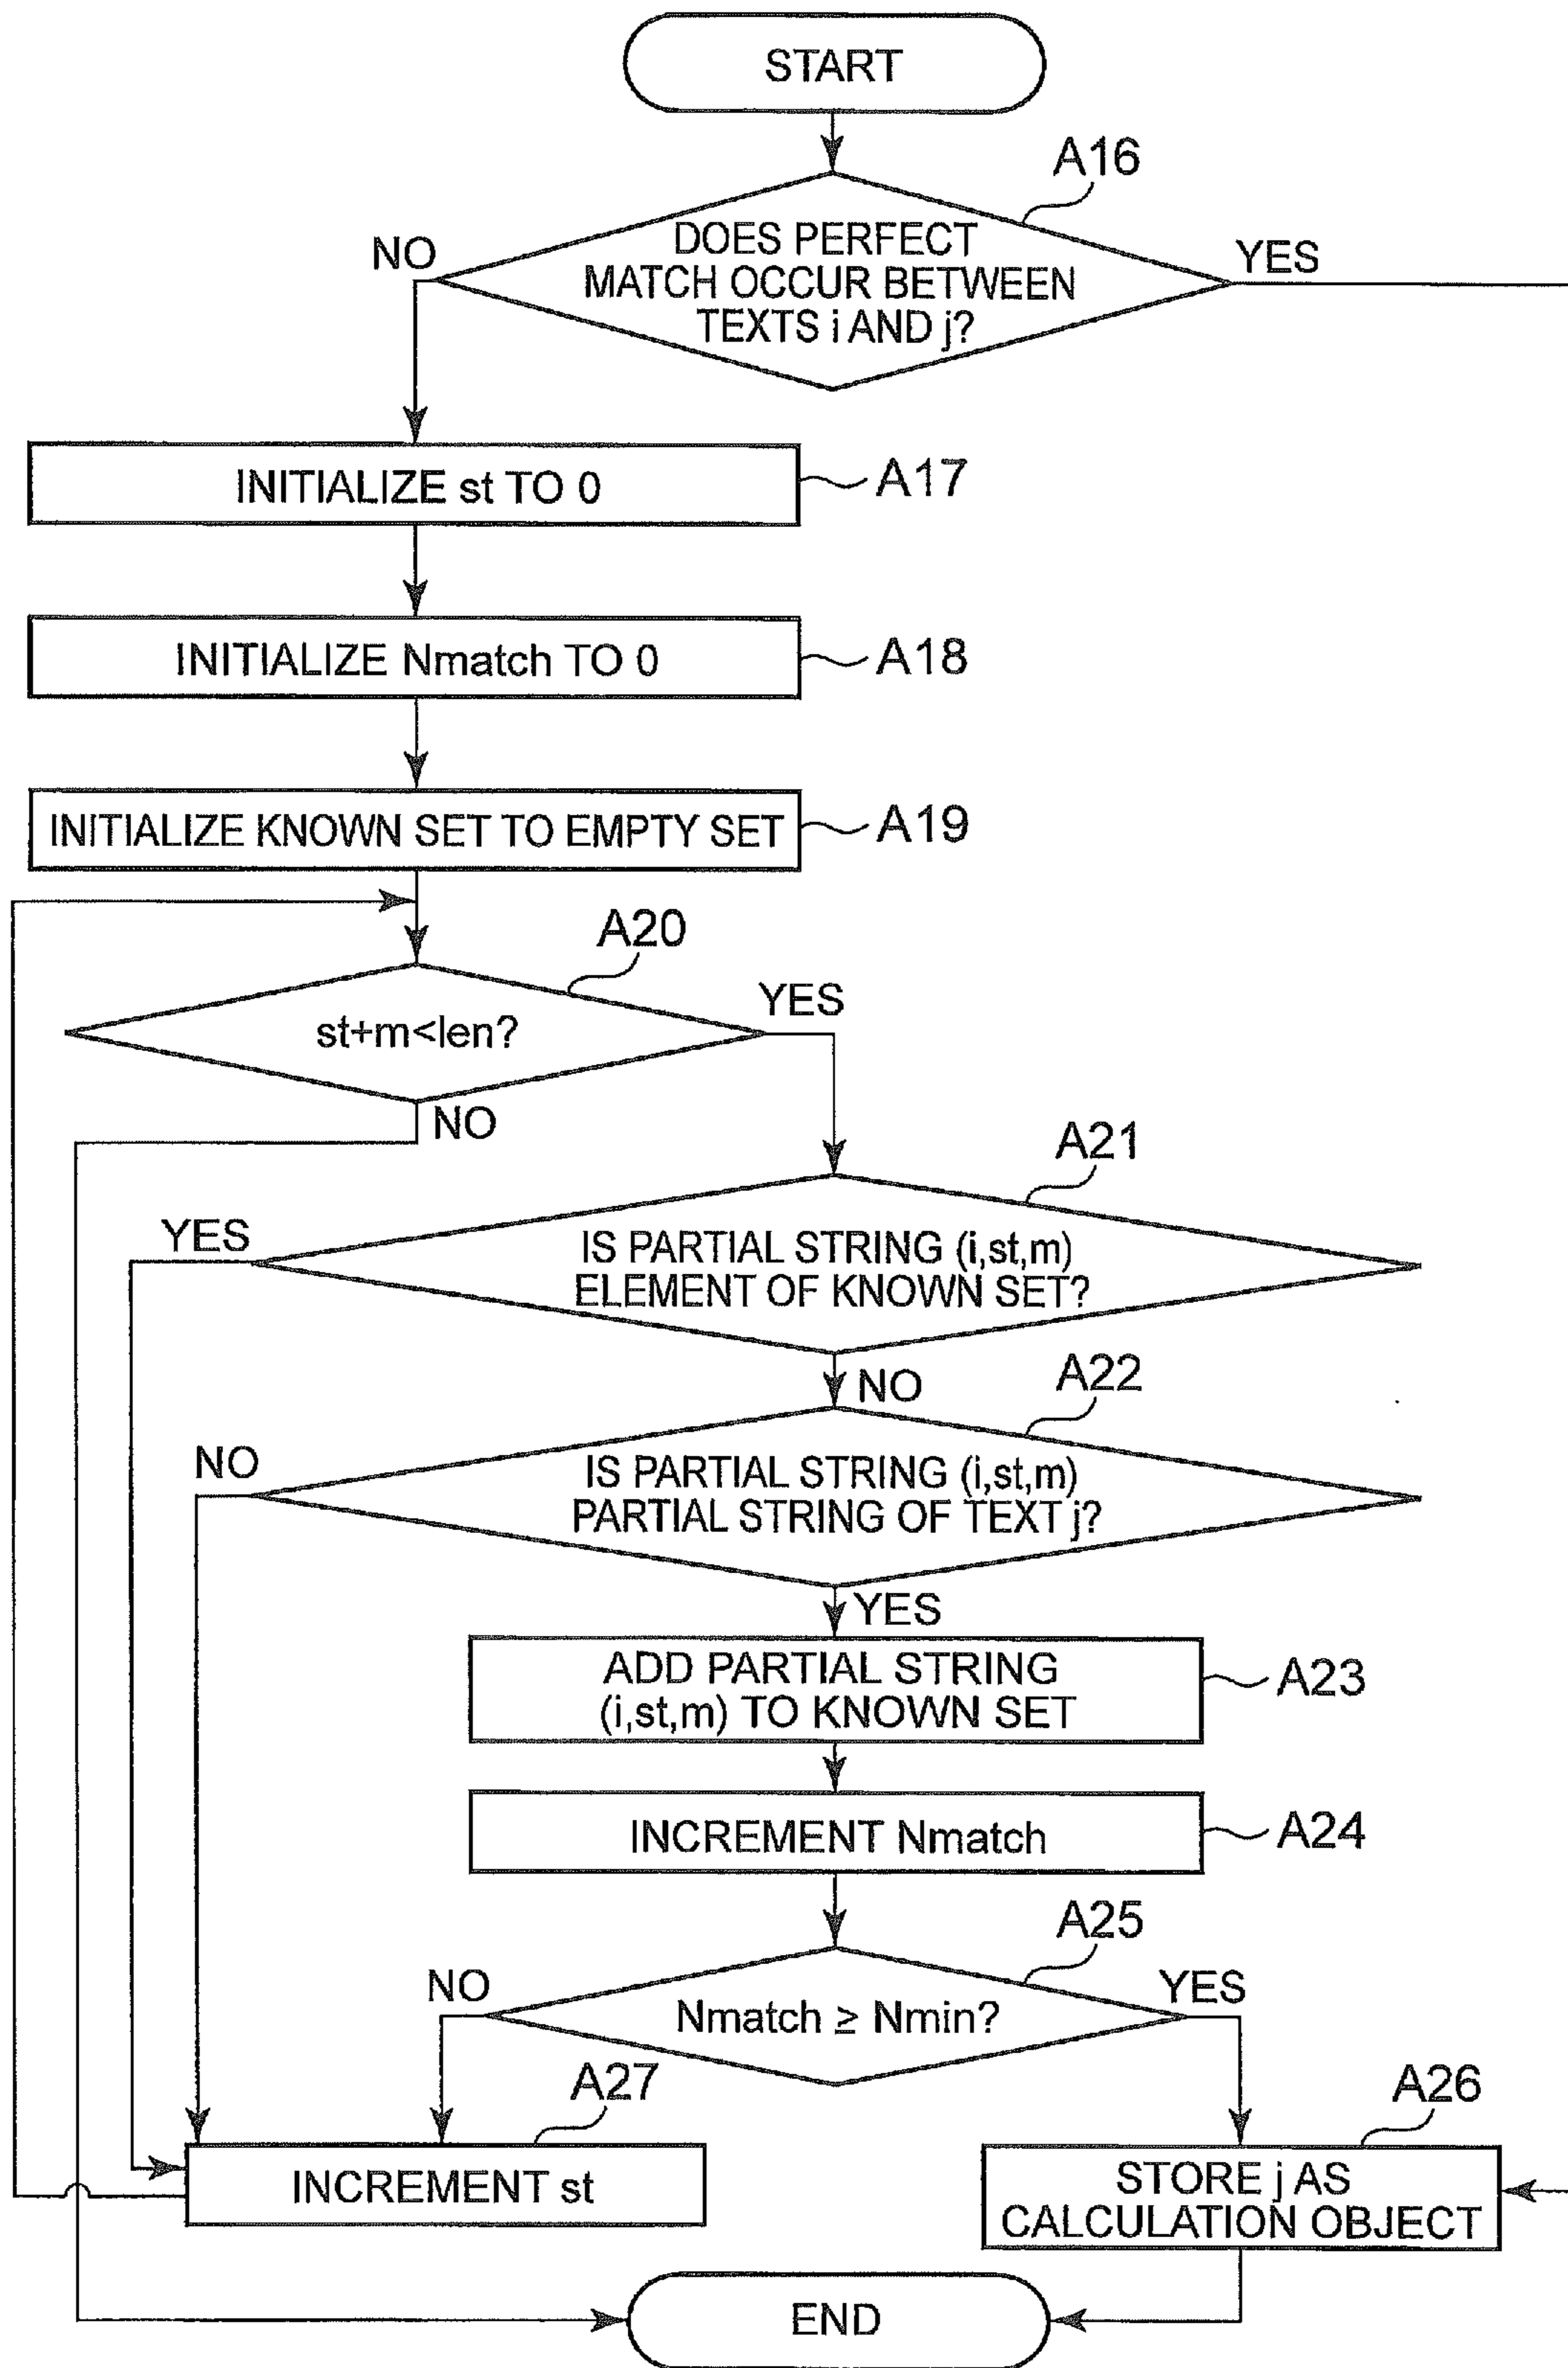 START
A16
DOES PERFECT
MATCH OCCUR BETWEEN
TEXTS i AND j?
NO
YES
INITIALIZE st TO 0
A17
INITIALIZE Nmatch TO 0
A18
INITIALIZE KNOWN SET TO EMPTY SET
A19
A20
st+m<len?
YES
NO
A21
IS PARTIAL STRING (i,st,m)
ELEMENT OF KNOWN SET?
YES
NO
A22
IS PARTIAL STRING (i,st,m)
PARTIAL STRING OF TEXT j?
NO
YES
ADD PARTIAL STRING
(i,st,m) TO KNOWN SET
A23
INCREMENT Nmatch
A24
A25
Nmatch ≥ Nmin?
NO
YES
A27
INCREMENT st
A26
STORE j AS
CALCULATION OBJECT
END